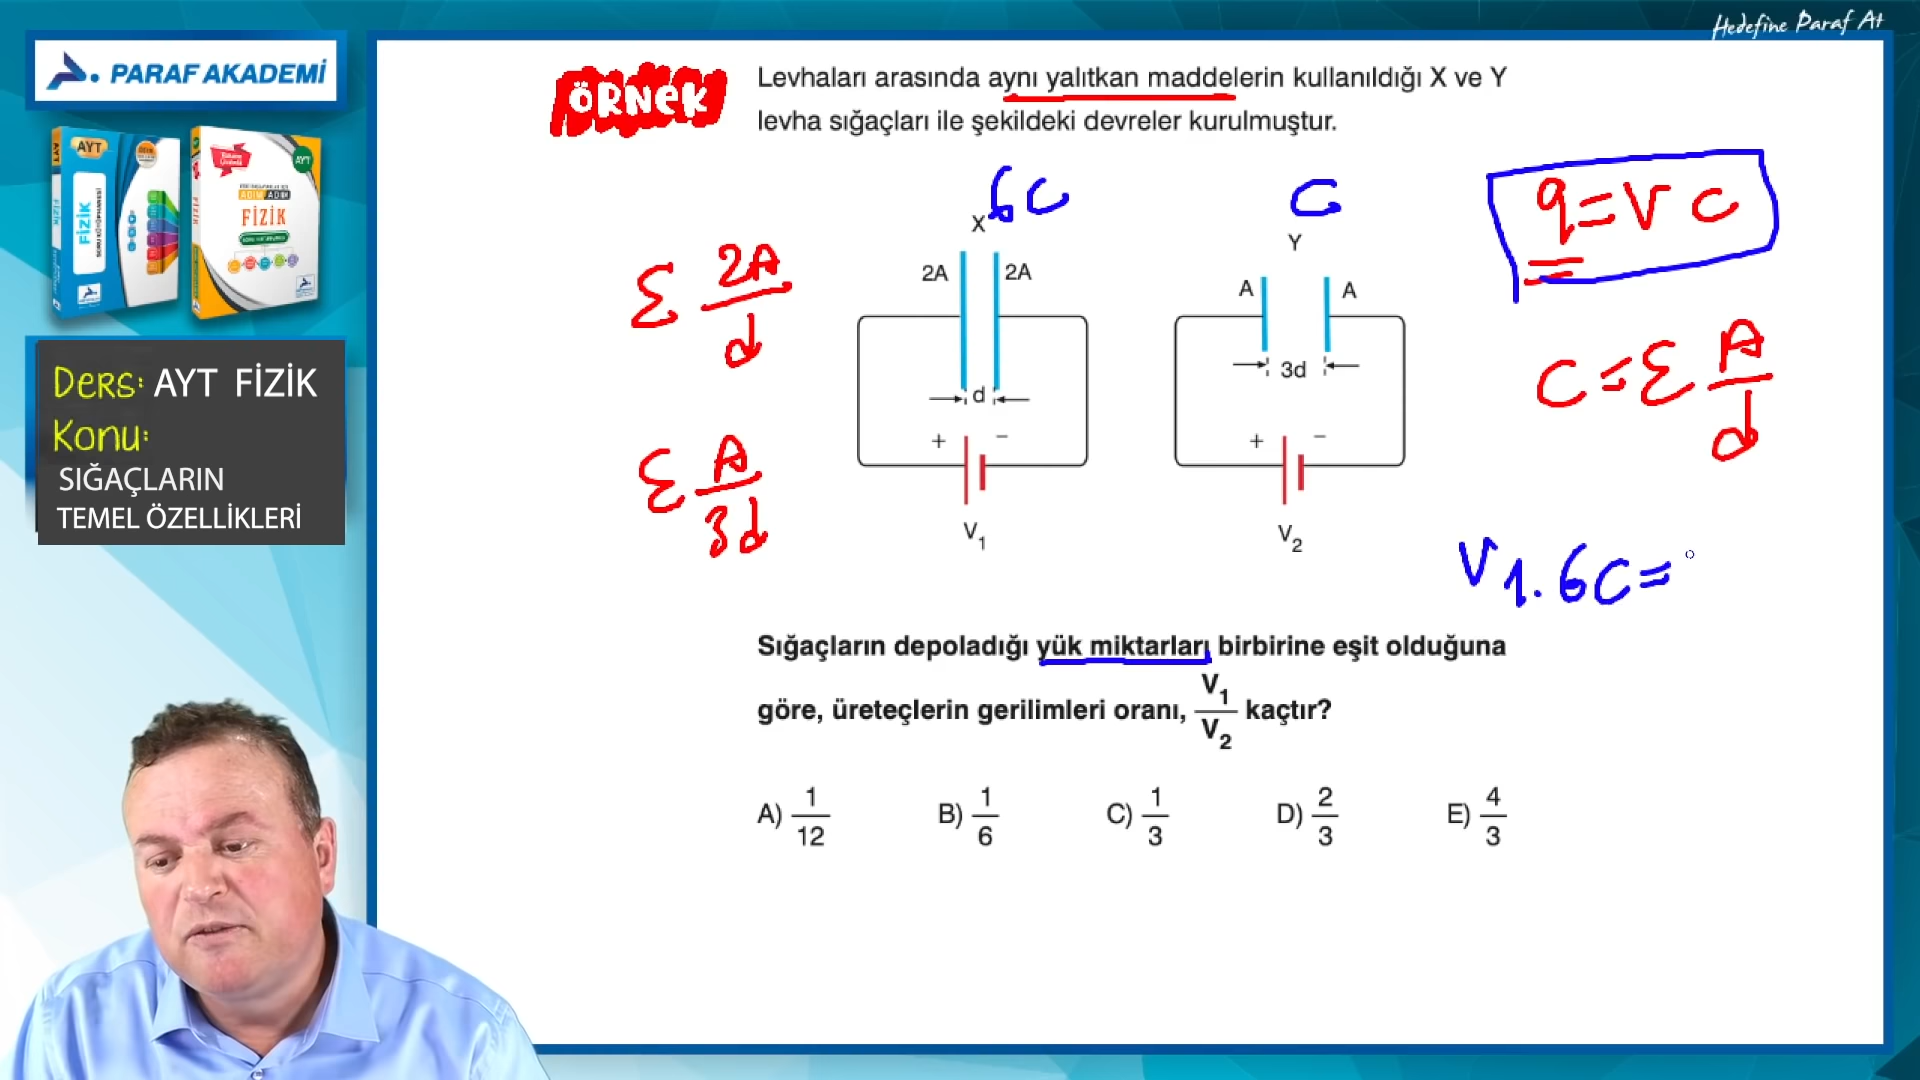 Hedefine Paraf At
PARAF AKADEMİ
AYT
FİZİK
AYT
FİZİK
Ders: AYT FİZİK
Konu:
SIĞAÇLARIN
TEMEL ÖZELLİKLERİ
ÖRNEK
Levhaları arasında aynı yalıtkan maddelerin kullanıldığı X ve Y
levha sığaçları ile şekildeki devreler kurulmuştur.
6C
C
q = V C
X
Y
ε 2A/d
2A
2A
A
A
C = ε A/d
3d
d
+
−
+
−
ε A/3d
V₁
V₂
V1.6C=
Sığaçların depoladığı yük miktarları birbirine eşit olduğuna
göre, üreteçlerin gerilimleri oranı, V₁/V₂ kaçtır?
A) 1/12 B) 1/6 C) 1/3 D) 2/3 E) 4/3